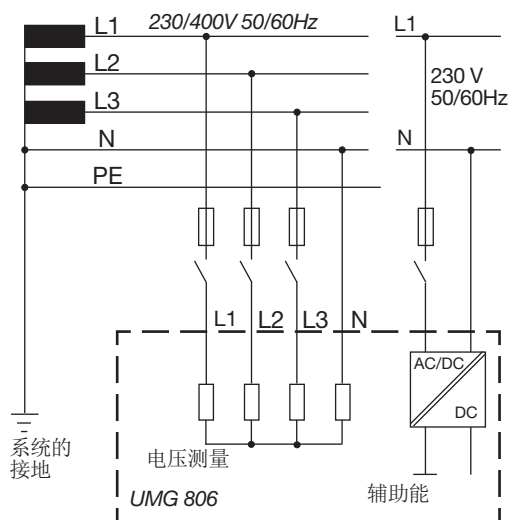 L1 230/400V 50/60Hz
L2
L3
N
PE
L1
230 V
50/60Hz
N
L1 L2 L3 N
AC/DC
DC
系统的
接地
电压测量
辅助能
UMG 806